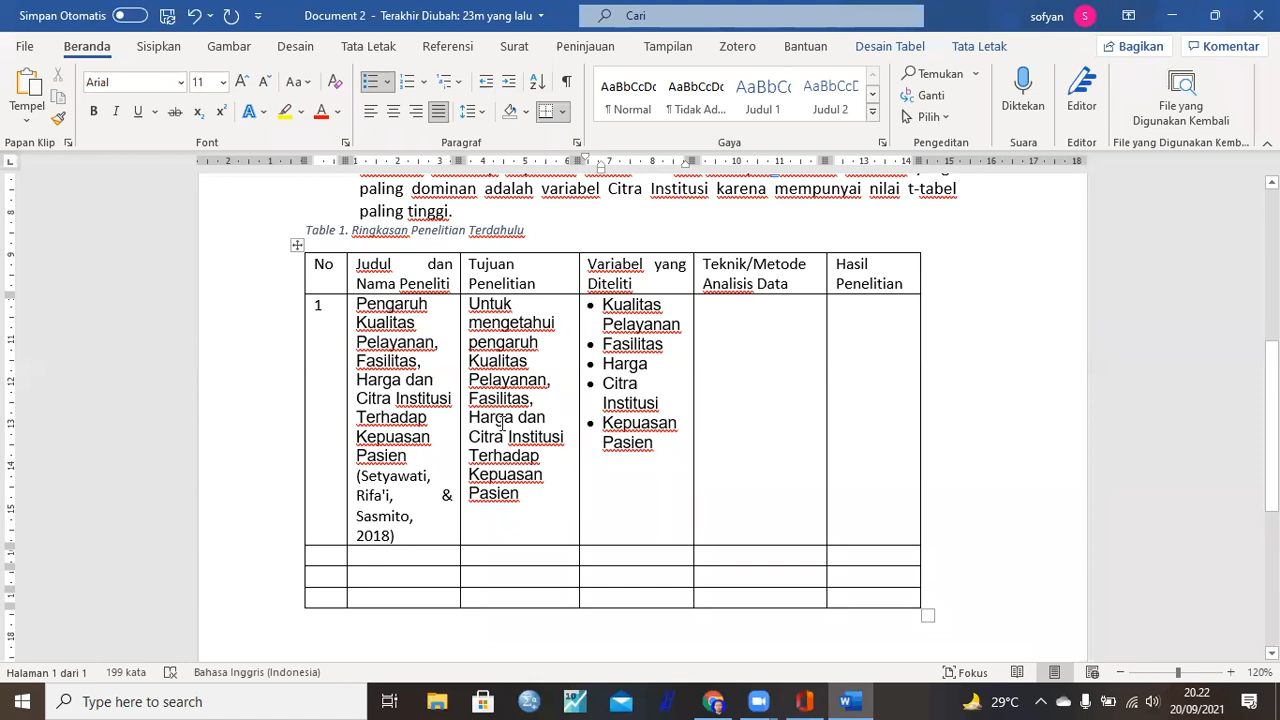 Simpan Otomatis
Document 2 - Terakhir Diubah: 23m yang lalu
Cari
sofyan
S
File
Beranda
Sisipkan
Gambar
Desain
Tata Letak
Referensi
Surat
Peninjauan
Tampilan
Zotero
Bantuan
Desain Tabel
Tata Letak
Bagikan
Komentar
Tempel
Arial
11
Aa
B I U ab x₂ x²
AaBbCcDc
AaBbCcDc
AaBbC
AaBbCcD
¶ Normal
¶ Tidak Ad...
Judul 1
Judul 2
Temukan
Ganti
Pilih
Diktekan
Editor
File yang
Digunakan Kembali
Papan Klip
Font
Paragraf
Gaya
Pengeditan
Suara
Editor
File yang Digunakan Kemb...
paling dominan adalah variabel Citra Institusi karena mempunyai nilai t-tabel
paling tinggi.
Table 1. Ringkasan Penelitian Terdahulu
No
Judul dan
Nama Peneliti
Tujuan
Penelitian
Variabel yang
Diteliti
Teknik/Metode
Analisis Data
Hasil
Penelitian
1
Pengaruh
Kualitas
Pelayanan,
Fasilitas,
Harga dan
Citra Institusi
Terhadap
Kepuasan
Pasien
(Setyawati,
Rifa'i, &
Sasmito,
2018)
Untuk
mengetahui
pengaruh
Kualitas
Pelayanan,
Fasilitas,
Harga dan
Citra Institusi
Terhadap
Kepuasan
Pasien
• Kualitas
Pelayanan
• Fasilitas
• Harga
• Citra
Institusi
• Kepuasan
Pasien
Halaman 1 dari 1
199 kata
Bahasa Inggris (Indonesia)
Fokus
120%
Type here to search
29°C
20.22
20/09/2021